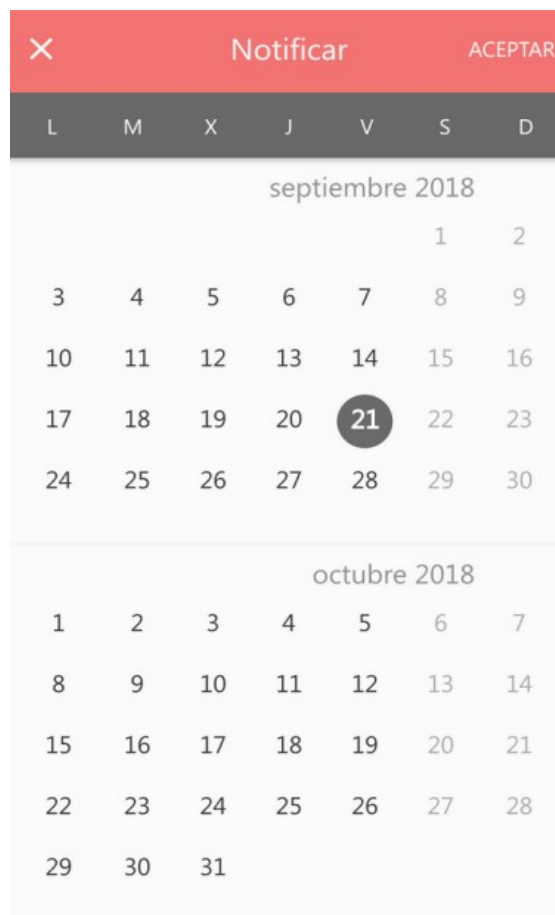 × Notificar ACEPTAR
L M X J V S D
septiembre 2018
1 2
3 4 5 6 7 8 9
10 11 12 13 14 15 16
17 18 19 20 21 22 23
24 25 26 27 28 29 30
octubre 2018
1 2 3 4 5 6 7
8 9 10 11 12 13 14
15 16 17 18 19 20 21
22 23 24 25 26 27 28
29 30 31